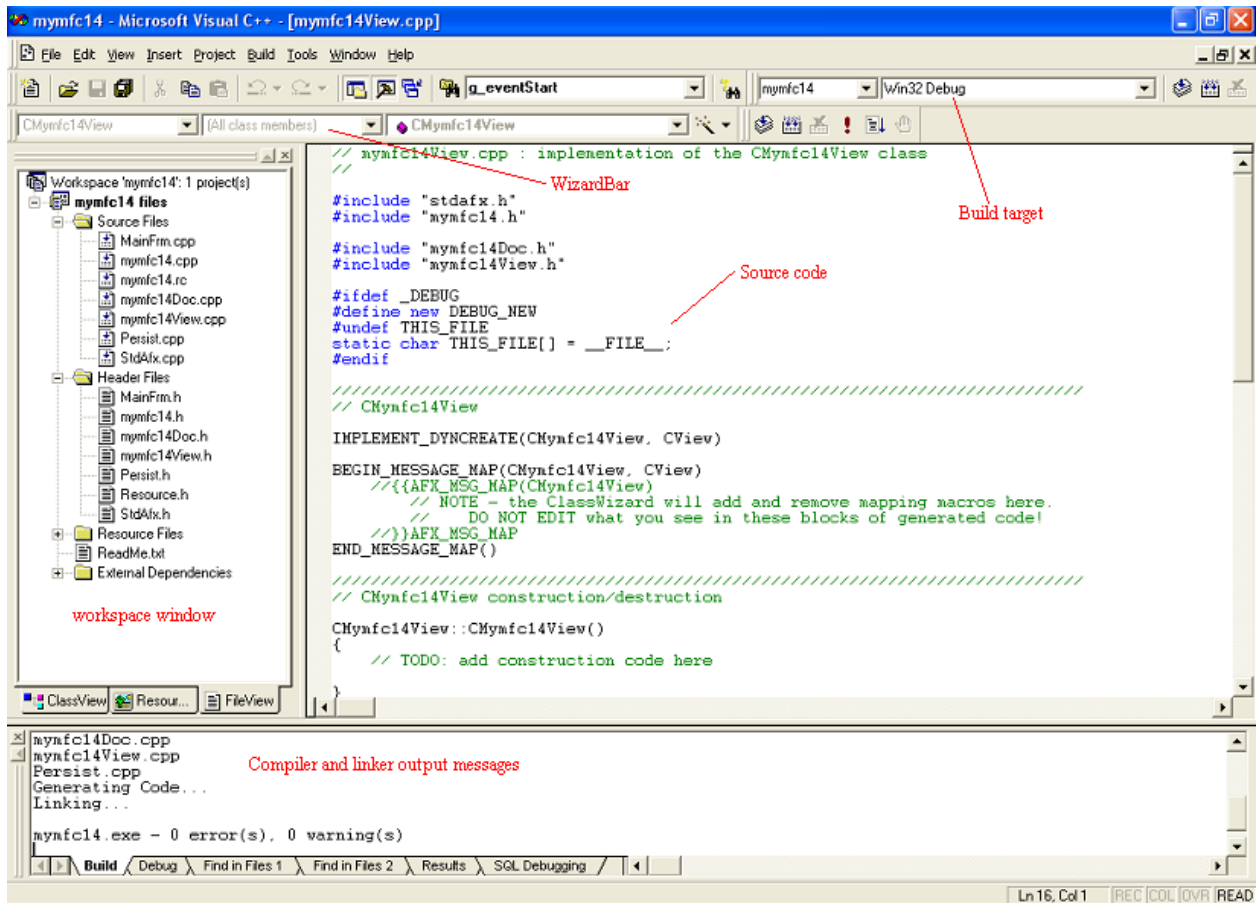 mymfc14 - Microsoft Visual C++ - [mymfc14View.cpp]
File Edit View Insert Project Build Tools Window Help
g_eventStart
mymfc14
Win32 Debug
CMymfc14View
(All class members)
CMymfc14View
WizardBar
Build target
Source code
Workspace 'mymfc14': 1 project(s)
mymfc14 files
Source Files
MainFrm.cpp
mymfc14.cpp
mymfc14.rc
mymfc14Doc.cpp
mymfc14View.cpp
Persist.cpp
StdAfx.cpp
Header Files
MainFrm.h
mymfc14.h
mymfc14Doc.h
mymfc14View.h
Persist.h
Resource.h
StdAfx.h
Resource Files
ReadMe.txt
External Dependencies
workspace window
ClassView Resour... FileView
// mymfc14View.cpp : implementation of the CMymfc14View class
//
#include "stdafx.h"
#include "mymfc14.h"
#include "mymfc14Doc.h"
#include "mymfc14View.h"
#ifdef _DEBUG
#define new DEBUG_NEW
#undef THIS_FILE
static char THIS_FILE[] = __FILE__;
#endif
/////////////////////////////////////////////////////////////////////////////
// CMymfc14View
IMPLEMENT_DYNCREATE(CMymfc14View, CView)
BEGIN_MESSAGE_MAP(CMymfc14View, CView)
//{{AFX_MSG_MAP(CMymfc14View)
// NOTE - the ClassWizard will add and remove mapping macros here.
// DO NOT EDIT what you see in these blocks of generated code!
//}}AFX_MSG_MAP
END_MESSAGE_MAP()
/////////////////////////////////////////////////////////////////////////////
// CMymfc14View construction/destruction
CMymfc14View::CMymfc14View()
{
// TODO: add construction code here
}
mymfc14Doc.cpp
mymfc14View.cpp
Persist.cpp
Generating Code...
Linking...
mymfc14.exe - 0 error(s), 0 warning(s)
Compiler and linker output messages
Build Debug Find in Files 1 Find in Files 2 Results SQL Debugging
Ln 16, Col 1 REC COL OVR READ